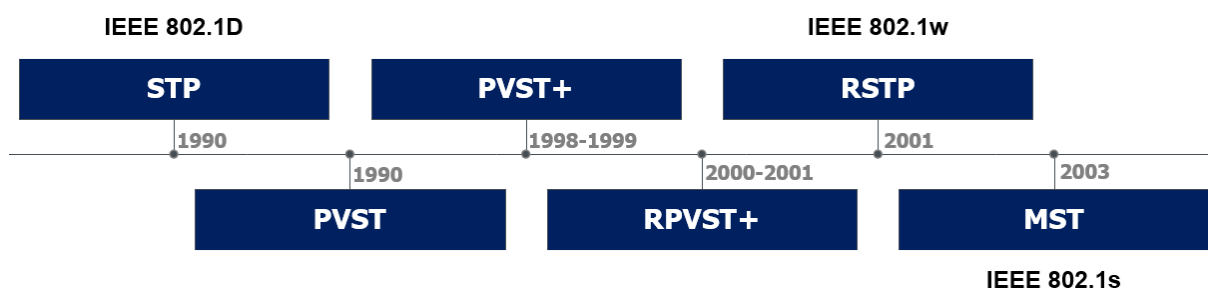 IEEE 802.1D
IEEE 802.1w
STP
PVST+
RSTP
1990
1998-1999
2001
1990
2000-2001
2003
PVST
RPVST+
MST
IEEE 802.1s